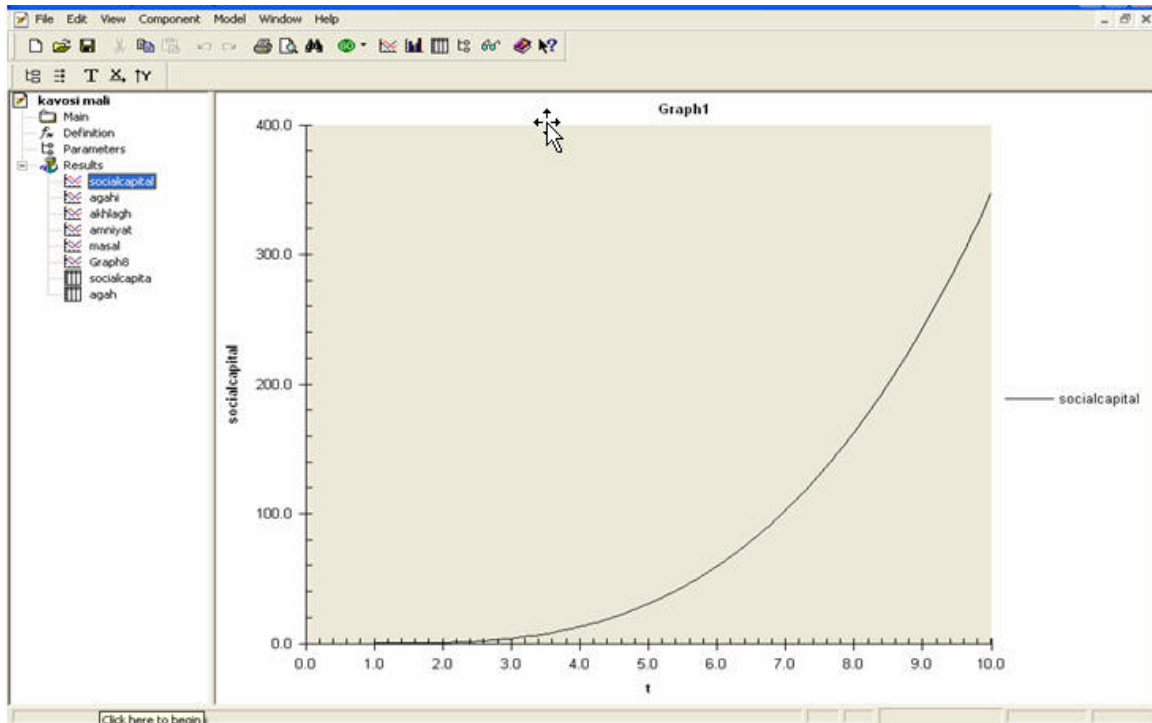 File Edit View Component Model Window Help
T X, ↑Y
kavosi mali
Main
Definition
Parameters
Results
socialcapital
agahi
akhlagh
amniyat
masal
Graph8
socialcapita
agah
Graph1
400.0
300.0
200.0
100.0
0.0
socialcapital
0.0 1.0 2.0 3.0 4.0 5.0 6.0 7.0 8.0 9.0 10.0
t
socialcapital
Click here to begin